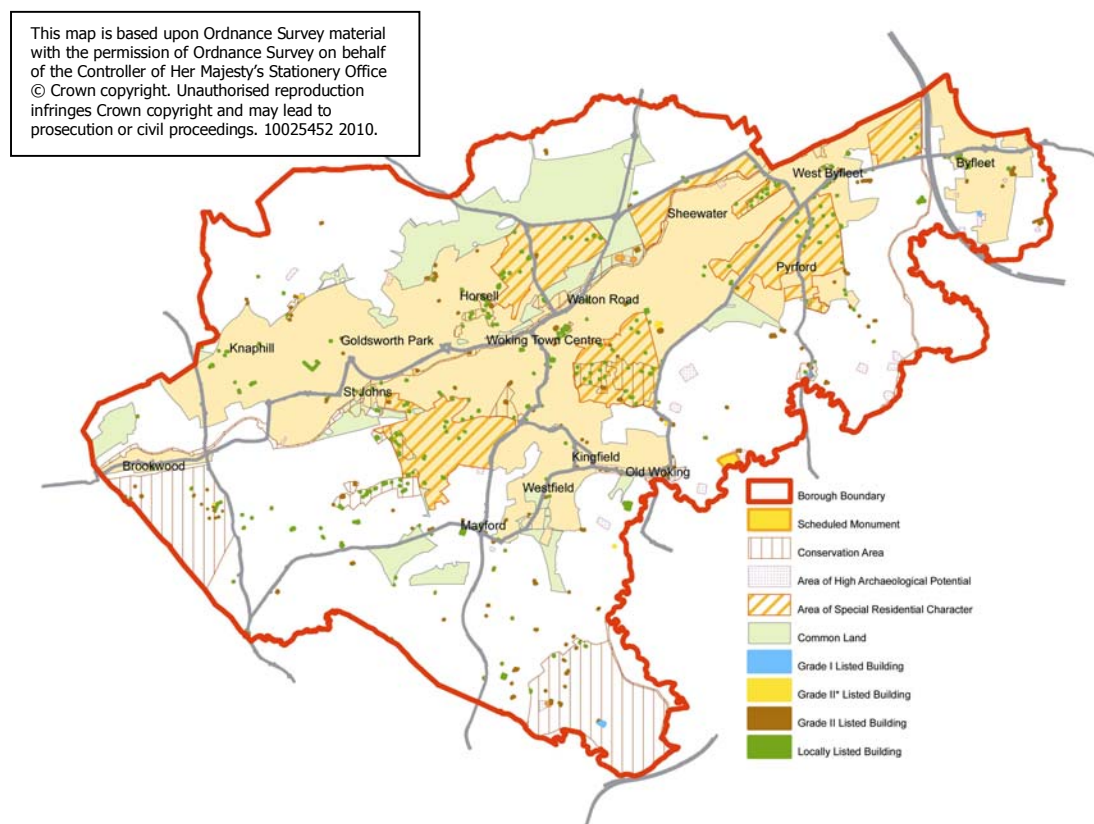 This map is based upon Ordnance Survey material
with the permission of Ordnance Survey on behalf
of the Controller of Her Majesty's Stationery Office
© Crown copyright. Unauthorised reproduction
infringes Crown copyright and may lead to
prosecution or civil proceedings. 10025452 2010.
Byfleet
West Byfleet
Sheewater
Pyrford
Horsell
Walton Road
Goldsworth Park
Woking Town Centre
Knaphill
St Johns
Brookwood
Kingfield
Old Woking
Westfield
Mayford
Borough Boundary
Scheduled Monument
Conservation Area
Area of High Archaeological Potential
Area of Special Residential Character
Common Land
Grade I Listed Building
Grade II* Listed Building
Grade II Listed Building
Locally Listed Building